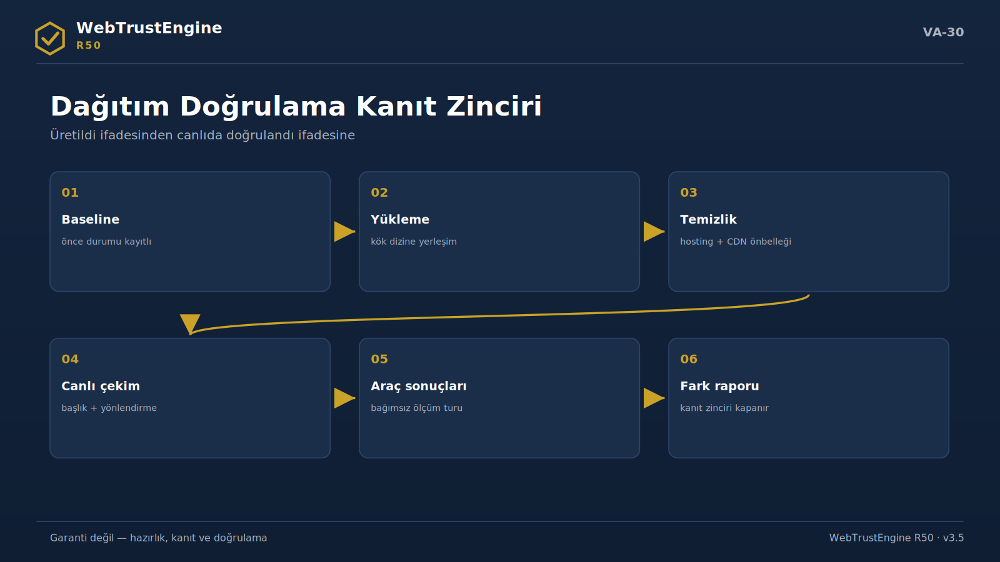 WebTrustEngine
R50
VA-30
Dağıtım Doğrulama Kanıt Zinciri
Üretildi ifadesinden canlıda doğrulandı ifadesine
01
Baseline
önce durumu kayıtlı
02
Yükleme
kök dizine yerleşim
03
Temizlik
hosting + CDN önbelleği
04
Canlı çekim
başlık + yönlendirme
05
Araç sonuçları
bağımsız ölçüm turu
06
Fark raporu
kanıt zinciri kapanır
Garanti değil — hazırlık, kanıt ve doğrulama
WebTrustEngine R50 · v3.5